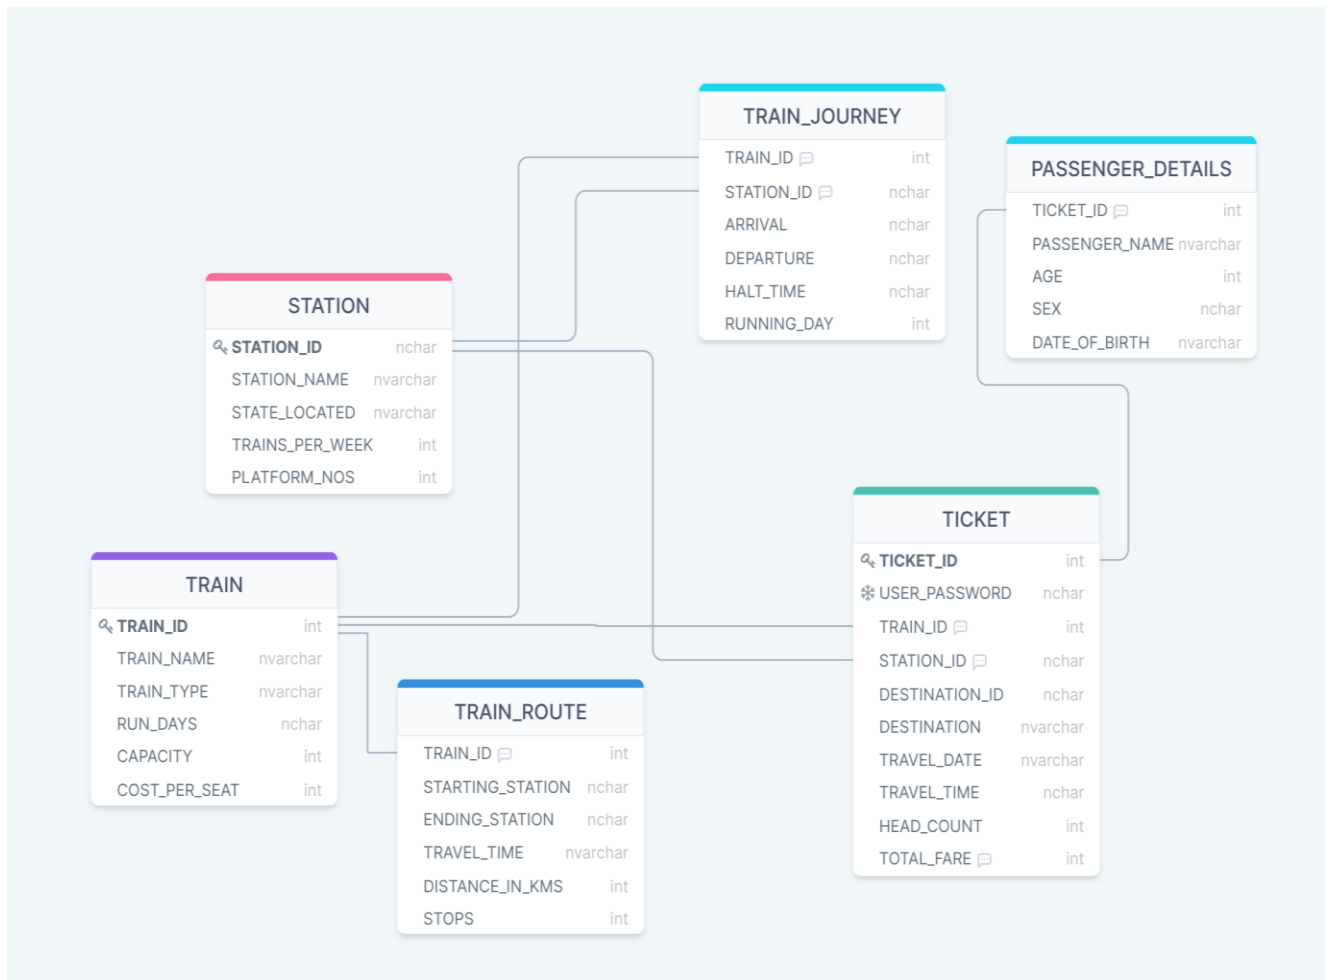 TRAIN_JOURNEY
TRAIN_ID int
STATION_ID nchar
ARRIVAL nchar
DEPARTURE nchar
HALT_TIME nchar
RUNNING_DAY int
PASSENGER_DETAILS
TICKET_ID int
PASSENGER_NAME nvarchar
AGE int
SEX nchar
DATE_OF_BIRTH nvarchar
STATION
STATION_ID nchar
STATION_NAME nvarchar
STATE_LOCATED nvarchar
TRAINS_PER_WEEK int
PLATFORM_NOS int
TICKET
TICKET_ID int
USER_PASSWORD nchar
TRAIN_ID int
STATION_ID nchar
DESTINATION_ID nchar
DESTINATION nvarchar
TRAVEL_DATE nvarchar
TRAVEL_TIME nchar
HEAD_COUNT int
TOTAL_FARE int
TRAIN
TRAIN_ID int
TRAIN_NAME nvarchar
TRAIN_TYPE nvarchar
RUN_DAYS nchar
CAPACITY int
COST_PER_SEAT int
TRAIN_ROUTE
TRAIN_ID int
STARTING_STATION nchar
ENDING_STATION nchar
TRAVEL_TIME nvarchar
DISTANCE_IN_KMS int
STOPS int